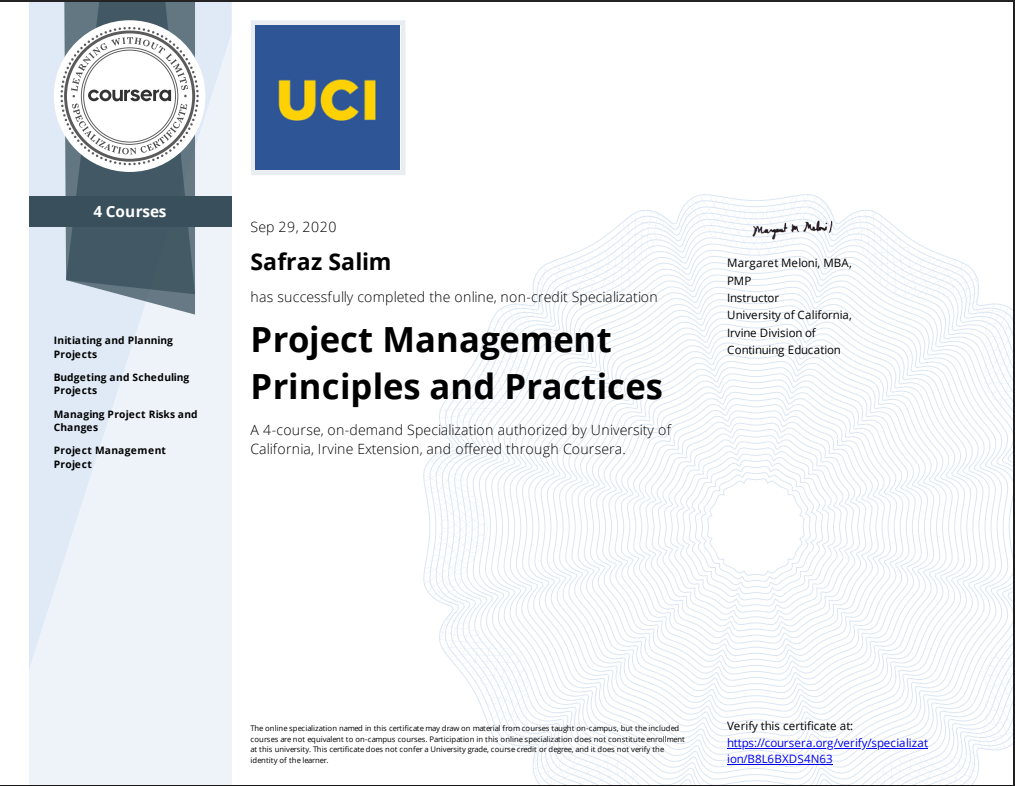 LEARNING WITHOUT LIMITS
coursera
SPECIALIZATION CERTIFICATE
UCI
4 Courses
Initiating and Planning
Projects
Budgeting and Scheduling
Projects
Managing Project Risks and
Changes
Project Management
Project
Sep 29, 2020
Safraz Salim
has successfully completed the online, non-credit Specialization
Project Management
Principles and Practices
A 4-course, on-demand Specialization authorized by University of
California, Irvine Extension, and offered through Coursera.
Margaret M Meloni
Margaret Meloni, MBA,
PMP
Instructor
University of California,
Irvine Division of
Continuing Education
The online specialization named in this certificate may draw on material from courses taught on-campus, but the included
courses are not equivalent to on-campus courses. Participation in this online specialization does not constitute enrollment
at this university. This certificate does not confer a University grade, course credit or degree, and it does not verify the
identity of the learner.
Verify this certificate at:
https://coursera.org/verify/specializat
ion/B8L6BXDS4N63